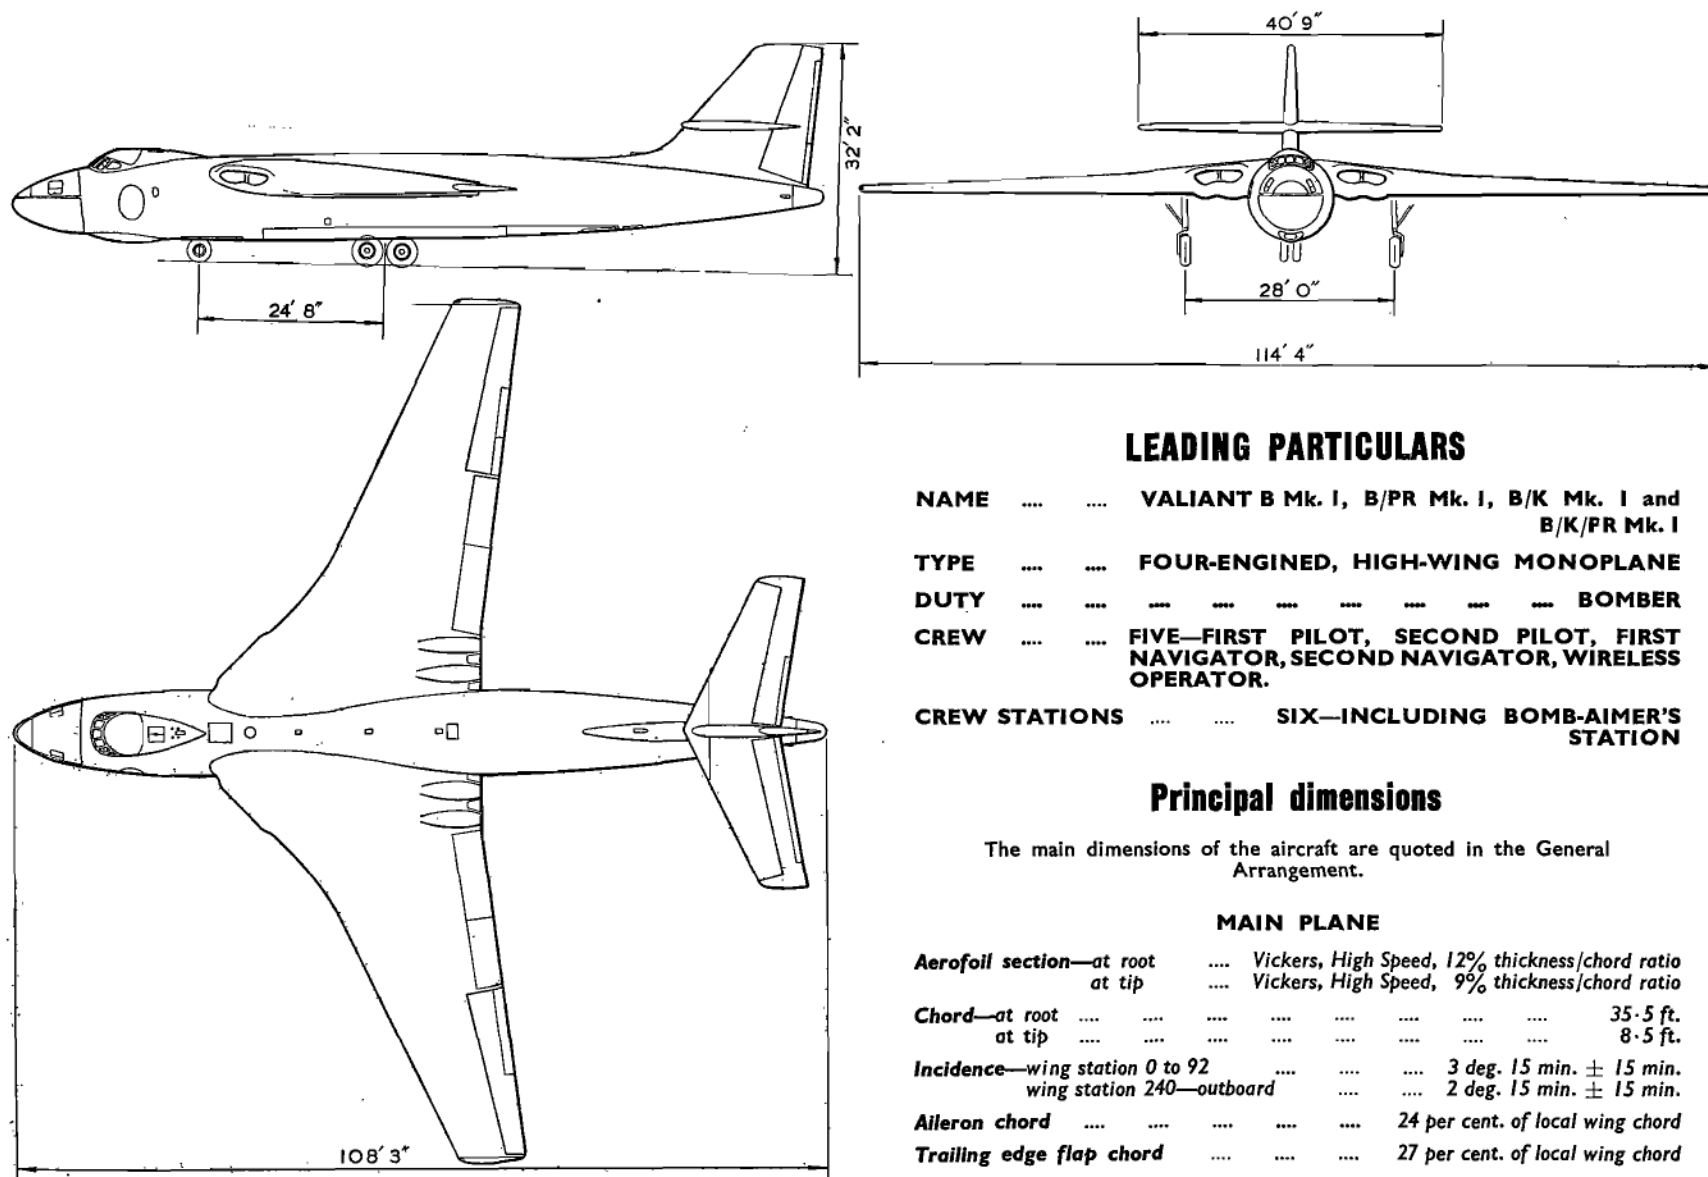 40' 9"
32' 2"
24' 8"
28' 0"
114' 4"
108' 3"
LEADING PARTICULARS
NAME .... .... VALIANT B Mk. I, B/PR Mk. I, B/K Mk. I and
B/K/PR Mk. I
TYPE .... .... FOUR-ENGINED, HIGH-WING MONOPLANE
DUTY .... .... .... .... .... .... .... .... .... BOMBER
CREW .... .... FIVE—FIRST PILOT, SECOND PILOT, FIRST
NAVIGATOR, SECOND NAVIGATOR, WIRELESS
OPERATOR.
CREW STATIONS .... .... SIX—INCLUDING BOMB-AIMER'S
STATION
Principal dimensions
The main dimensions of the aircraft are quoted in the General
Arrangement.
MAIN PLANE
Aerofoil section—at root .... Vickers, High Speed, 12% thickness/chord ratio
at tip .... Vickers, High Speed, 9% thickness/chord ratio
Chord—at root .... .... .... .... .... .... .... .... 35·5 ft.
at tip .... .... .... .... .... .... .... .... 8·5 ft.
Incidence—wing station 0 to 92 .... .... .... 3 deg. 15 min. ± 15 min.
wing station 240—outboard .... .... 2 deg. 15 min. ± 15 min.
Aileron chord .... .... .... .... .... 24 per cent. of local wing chord
Trailing edge flap chord .... .... .... 27 per cent. of local wing chord